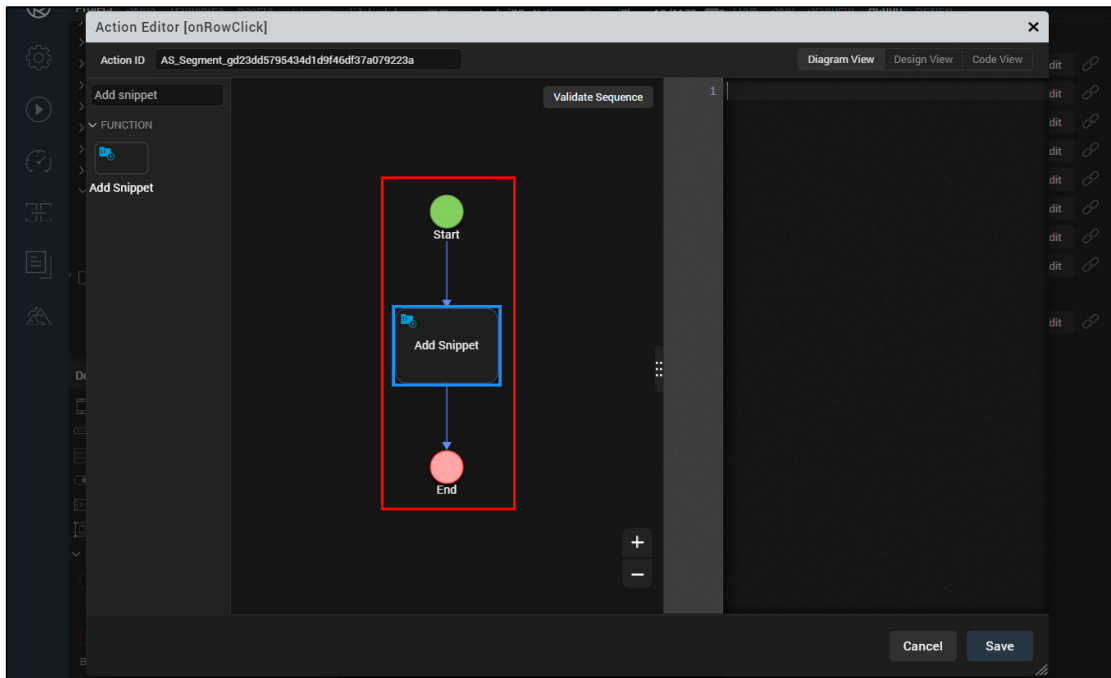 Action Editor [onRowClick]
Action ID AS_Segment_gd23dd5795434d1d9f46df37a079223a
Diagram View Design View Code View
Add snippet
Validate Sequence
1
FUNCTION
Add Snippet
Start
Add Snippet
End
+
−
Cancel Save
dit
dit
dit
dit
dit
dit
dit
dit
dit